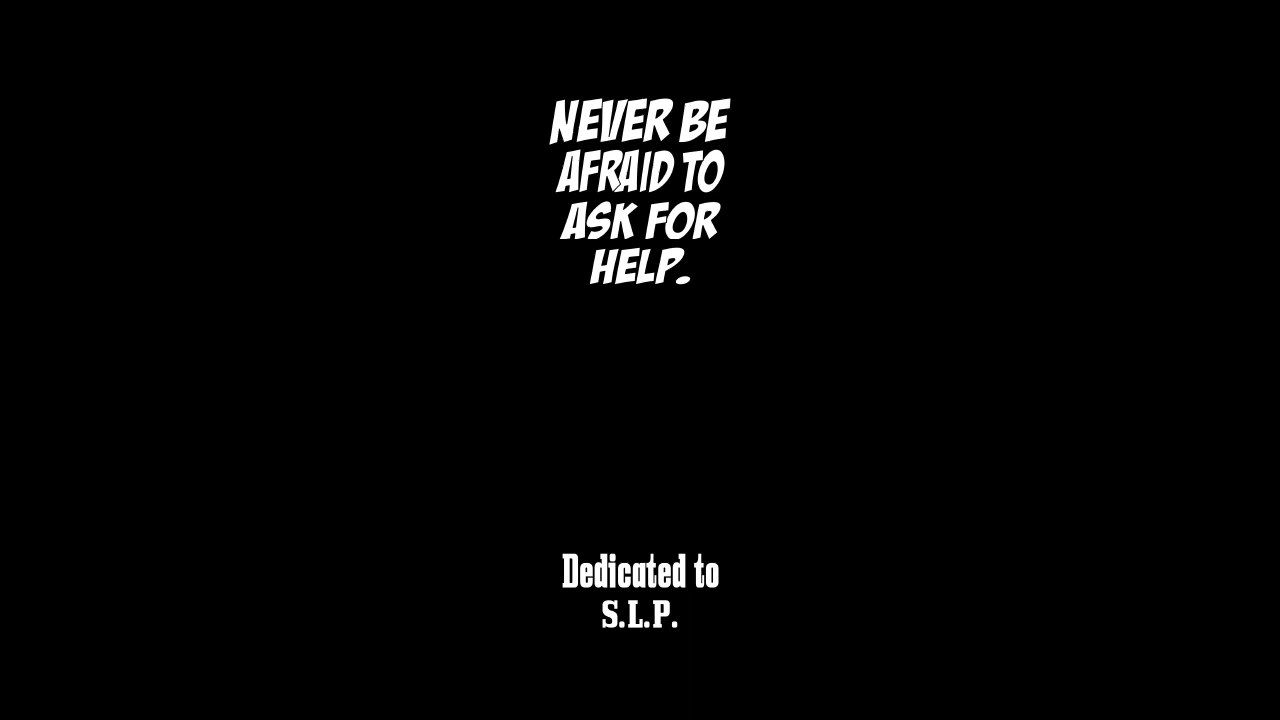 NEVER BE
AFRAID TO
ASK FOR
HELP.
Dedicated to
S.L.P.